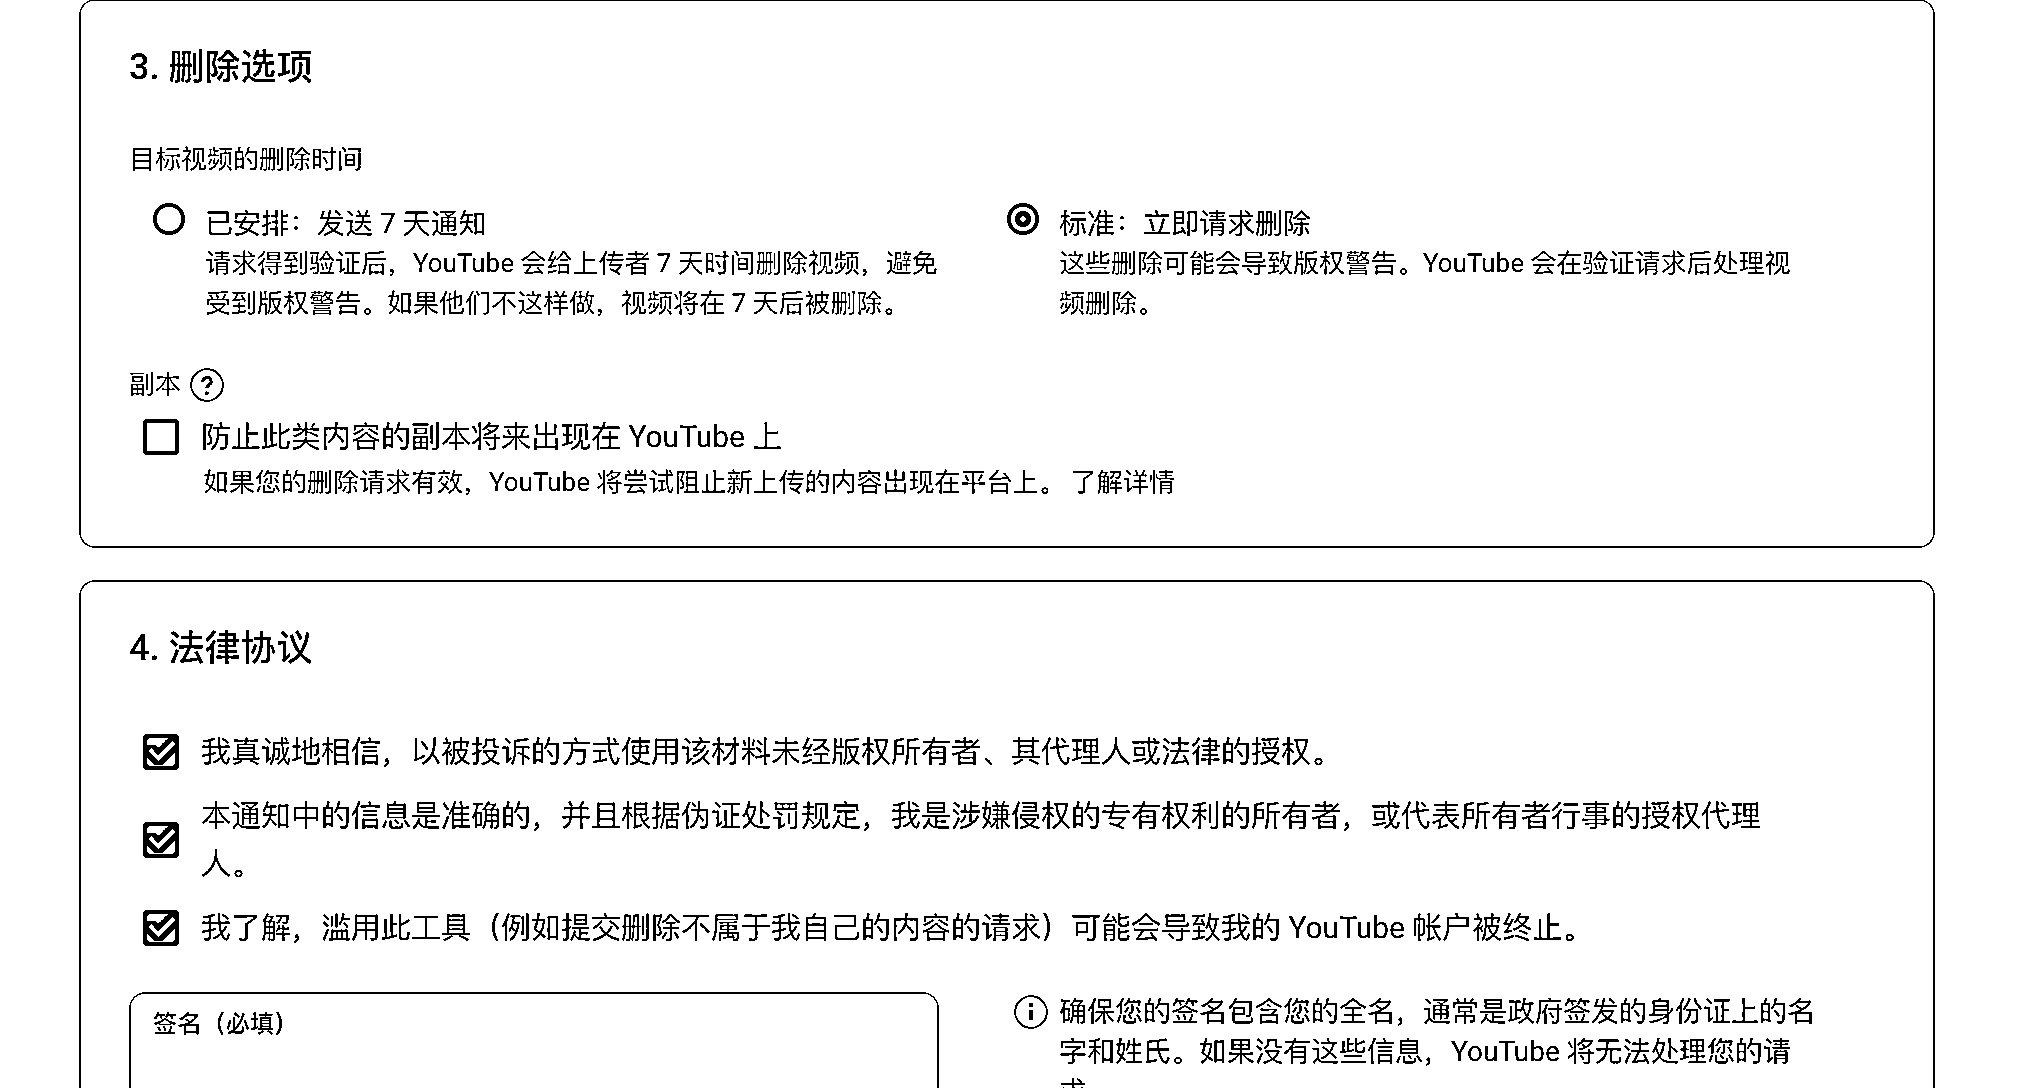 3. 删除选项
目标视频的删除时间
已安排：发送 7 天通知
请求得到验证后，YouTube 会给上传者 7 天时间删除视频，避免
受到版权警告。如果他们不这样做，视频将在 7 天后被删除。
标准：立即请求删除
这些删除可能会导致版权警告。YouTube 会在验证请求后处理视
频删除。
副本
防止此类内容的副本将来出现在 YouTube 上
如果您的删除请求有效，YouTube 将尝试阻止新上传的内容出现在平台上。 了解详情
4. 法律协议
我真诚地相信，以被投诉的方式使用该材料未经版权所有者、其代理人或法律的授权。
本通知中的信息是准确的，并且根据伪证处罚规定，我是涉嫌侵权的专有权利的所有者，或代表所有者行事的授权代理
人。
我了解，滥用此工具（例如提交删除不属于我自己的内容的请求）可能会导致我的 YouTube 帐户被终止。
签名（必填）
确保您的签名包含您的全名，通常是政府签发的身份证上的名
字和姓氏。如果没有这些信息，YouTube 将无法处理您的请